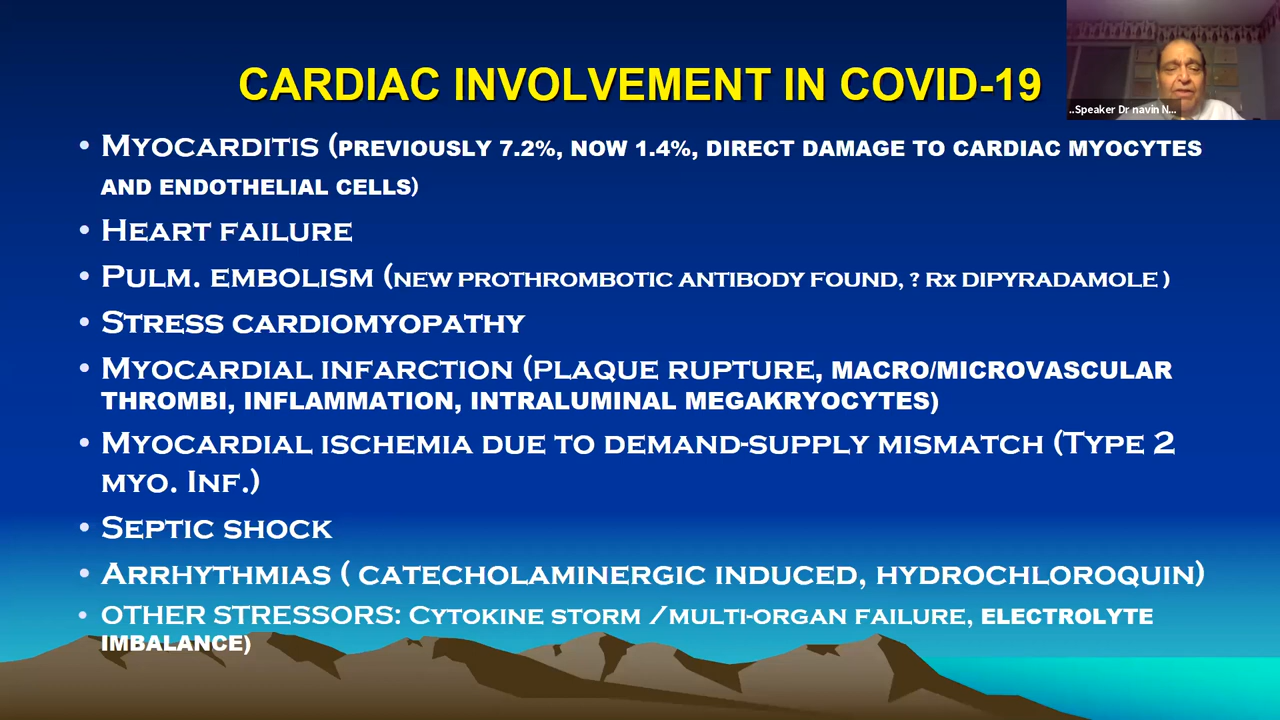 CARDIAC INVOLVEMENT IN COVID-19
..Speaker Dr navin N...
• MYOCARDITIS (PREVIOUSLY 7.2%, NOW 1.4%, DIRECT DAMAGE TO CARDIAC MYOCYTES
AND ENDOTHELIAL CELLS)
• HEART FAILURE
• PULM. EMBOLISM (NEW PROTHROMBOTIC ANTIBODY FOUND, ? Rx DIPYRADAMOLE )
• STRESS CARDIOMYOPATHY
• MYOCARDIAL INFARCTION (PLAQUE RUPTURE, MACRO/MICROVASCULAR
THROMBI, INFLAMMATION, INTRALUMINAL MEGAKRYOCYTES)
• MYOCARDIAL ISCHEMIA DUE TO DEMAND-SUPPLY MISMATCH (TYPE 2
MYO. INF.)
• SEPTIC SHOCK
• ARRHYTHMIAS ( CATECHOLAMINERGIC INDUCED, HYDROCHLOROQUIN)
• OTHER STRESSORS: CYTOKINE STORM /MULTI-ORGAN FAILURE, ELECTROLYTE
IMBALANCE)